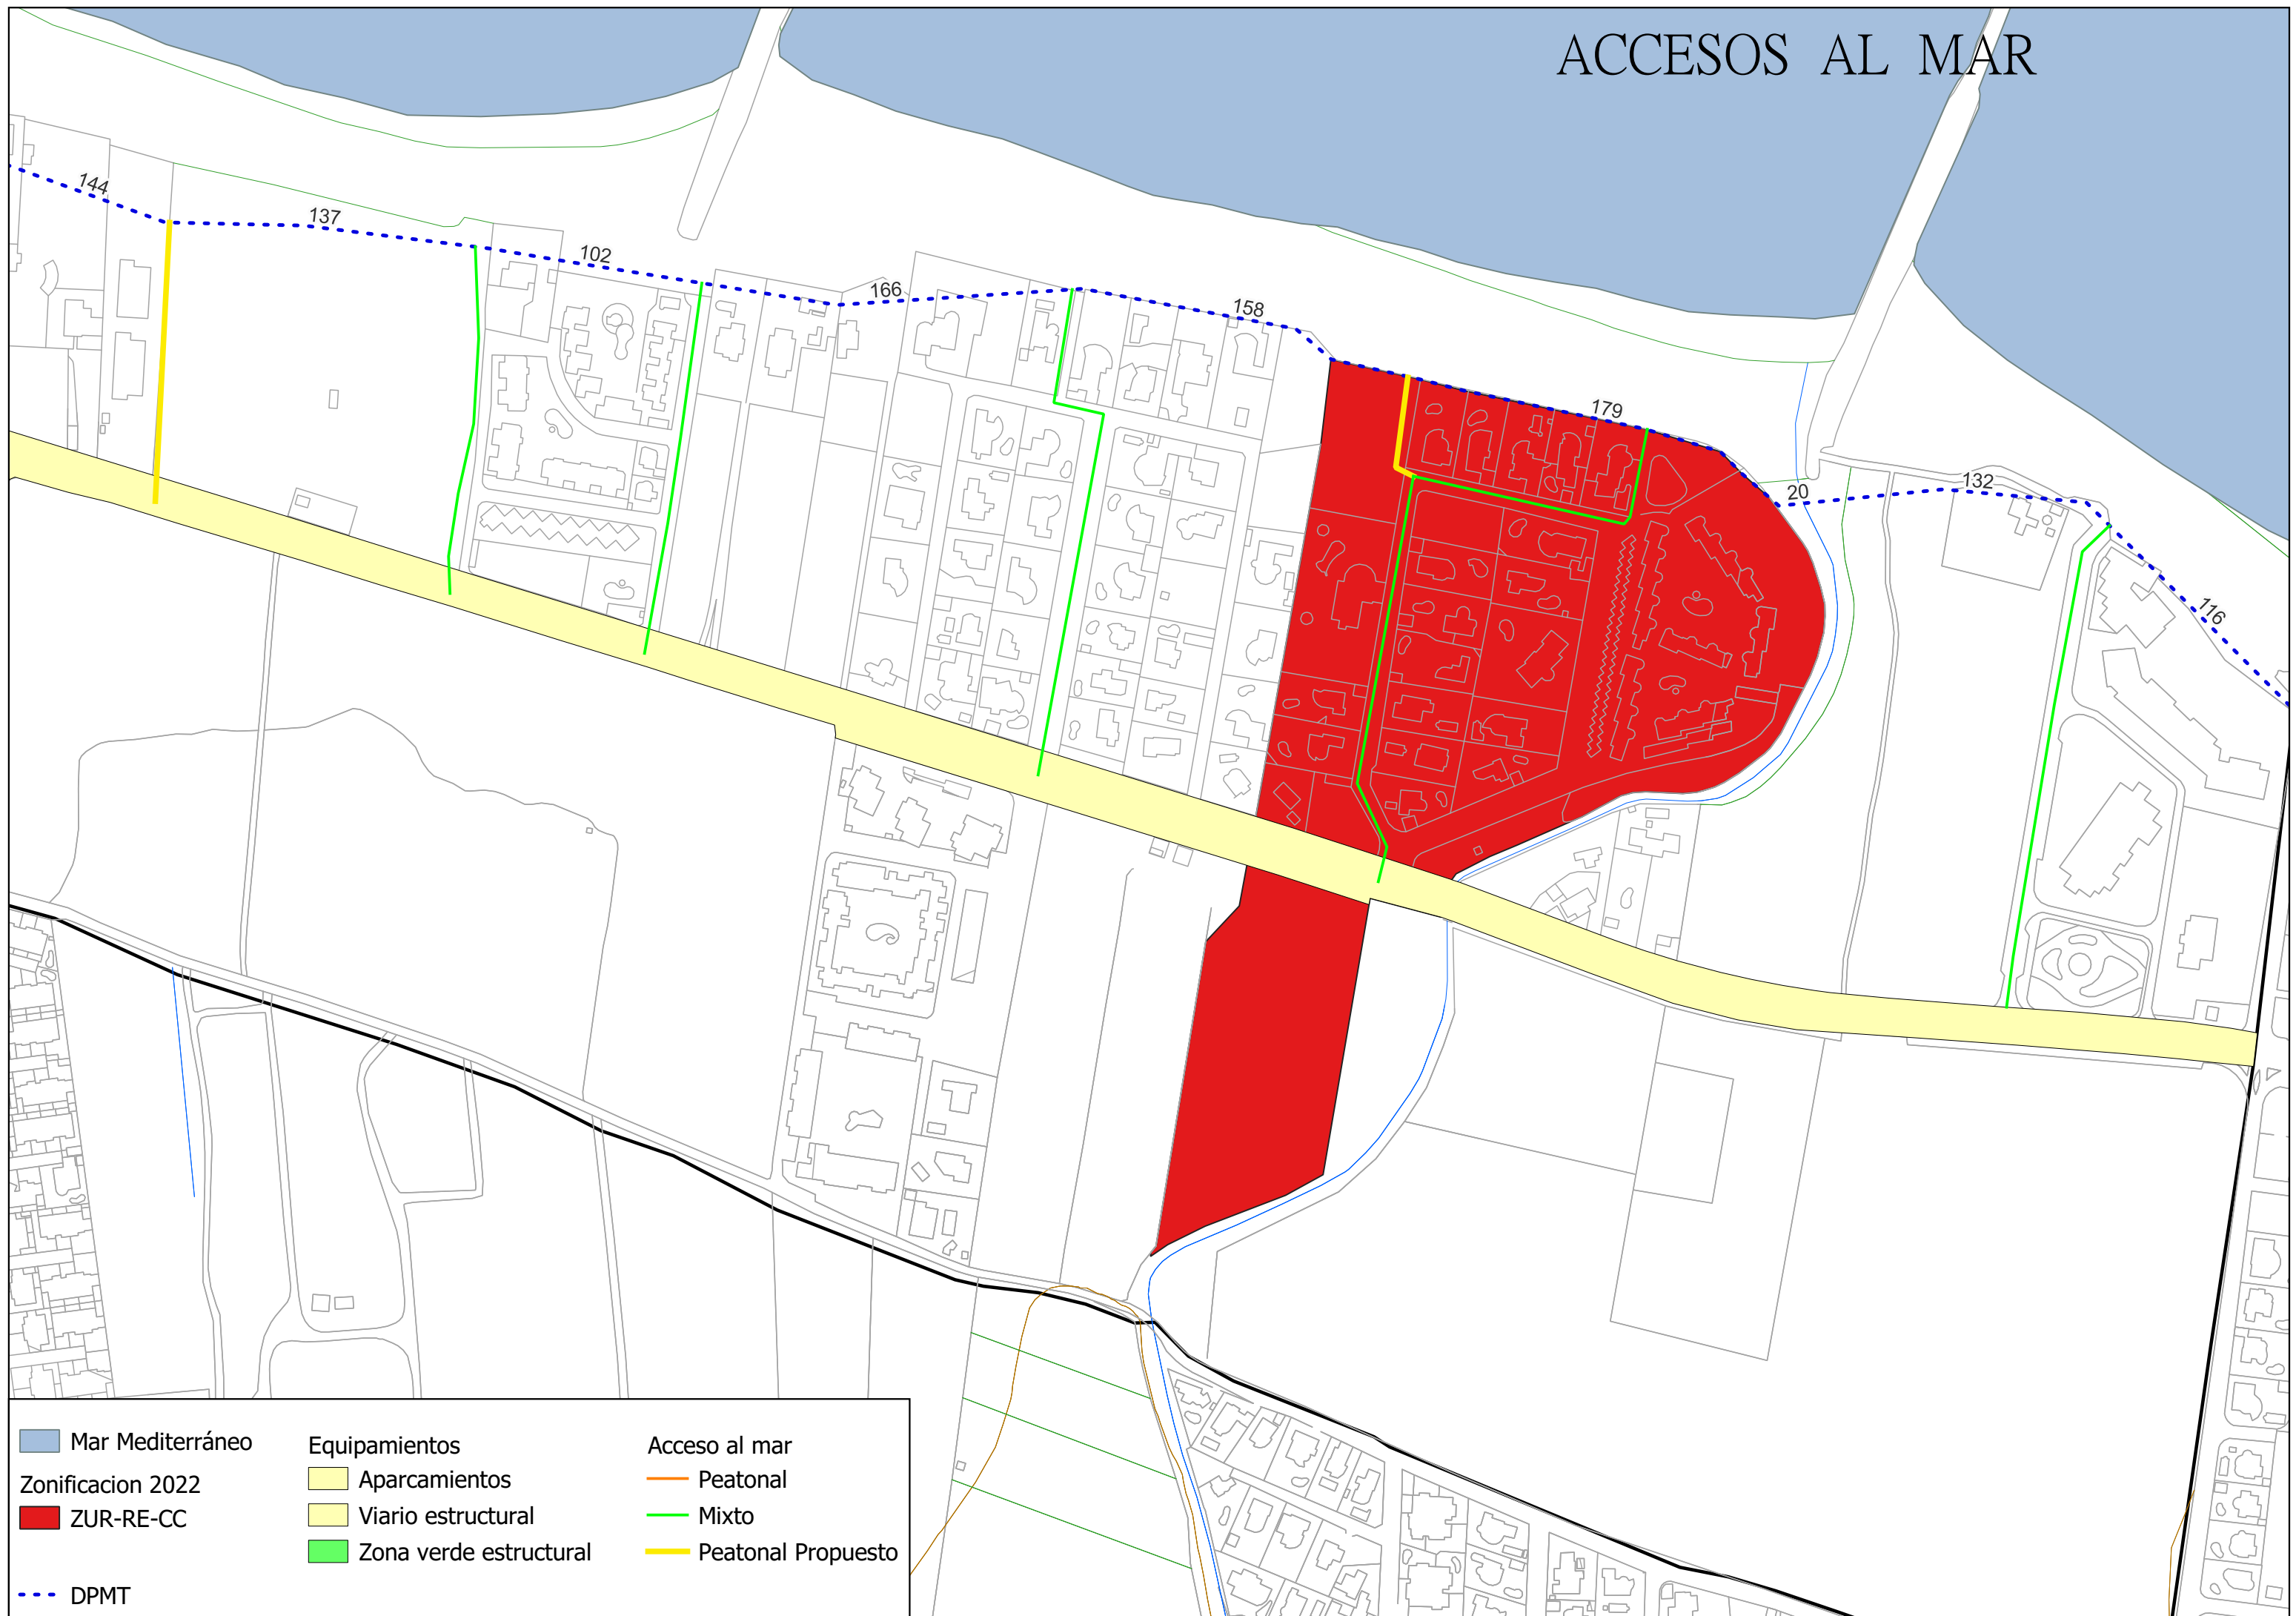 ACCESOS AL MAR
144
137
102
166
158
179
20
132
116
Mar Mediterráneo
Zonificacion 2022
ZUR-RE-CC
DPMT
Equipamientos
Aparcamientos
Viario estructural
Zona verde estructural
Acceso al mar
Peatonal
Mixto
Peatonal Propuesto